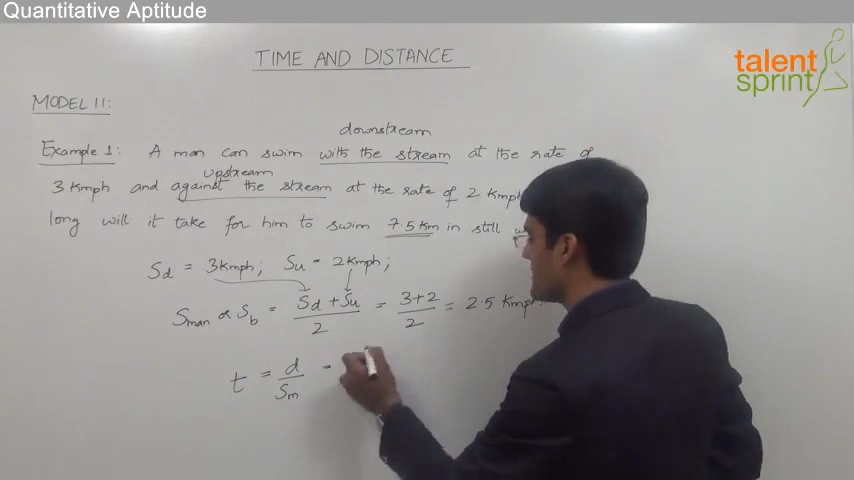 Quantitative Aptitude
talent
sprint
TIME AND DISTANCE
MODEL 11:
downstream
Example 1: A man can swim with the stream at the rate of
upstream
3 Kmph and against the stream at the rate of 2 Kmph
long will it take for him to swim 7.5 Km in still
Sd = 3Kmph; Su = 2Kmph;
Sman or Sb = Sd + Su / 2 = 3+2 / 2 = 2.5 Kmph.
t = d / Sm =